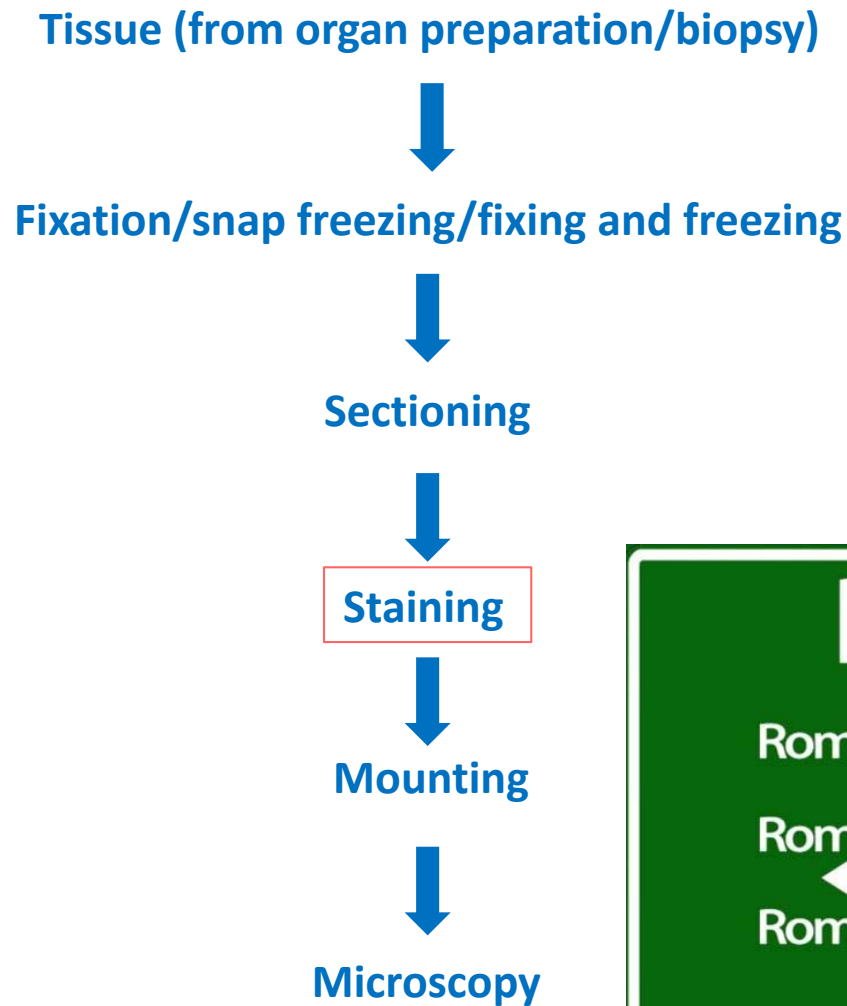 Tissue (from organ preparation/biopsy)
Fixation/snap freezing/fixing and freezing
Sectioning
Staining
Mounting
Microscopy